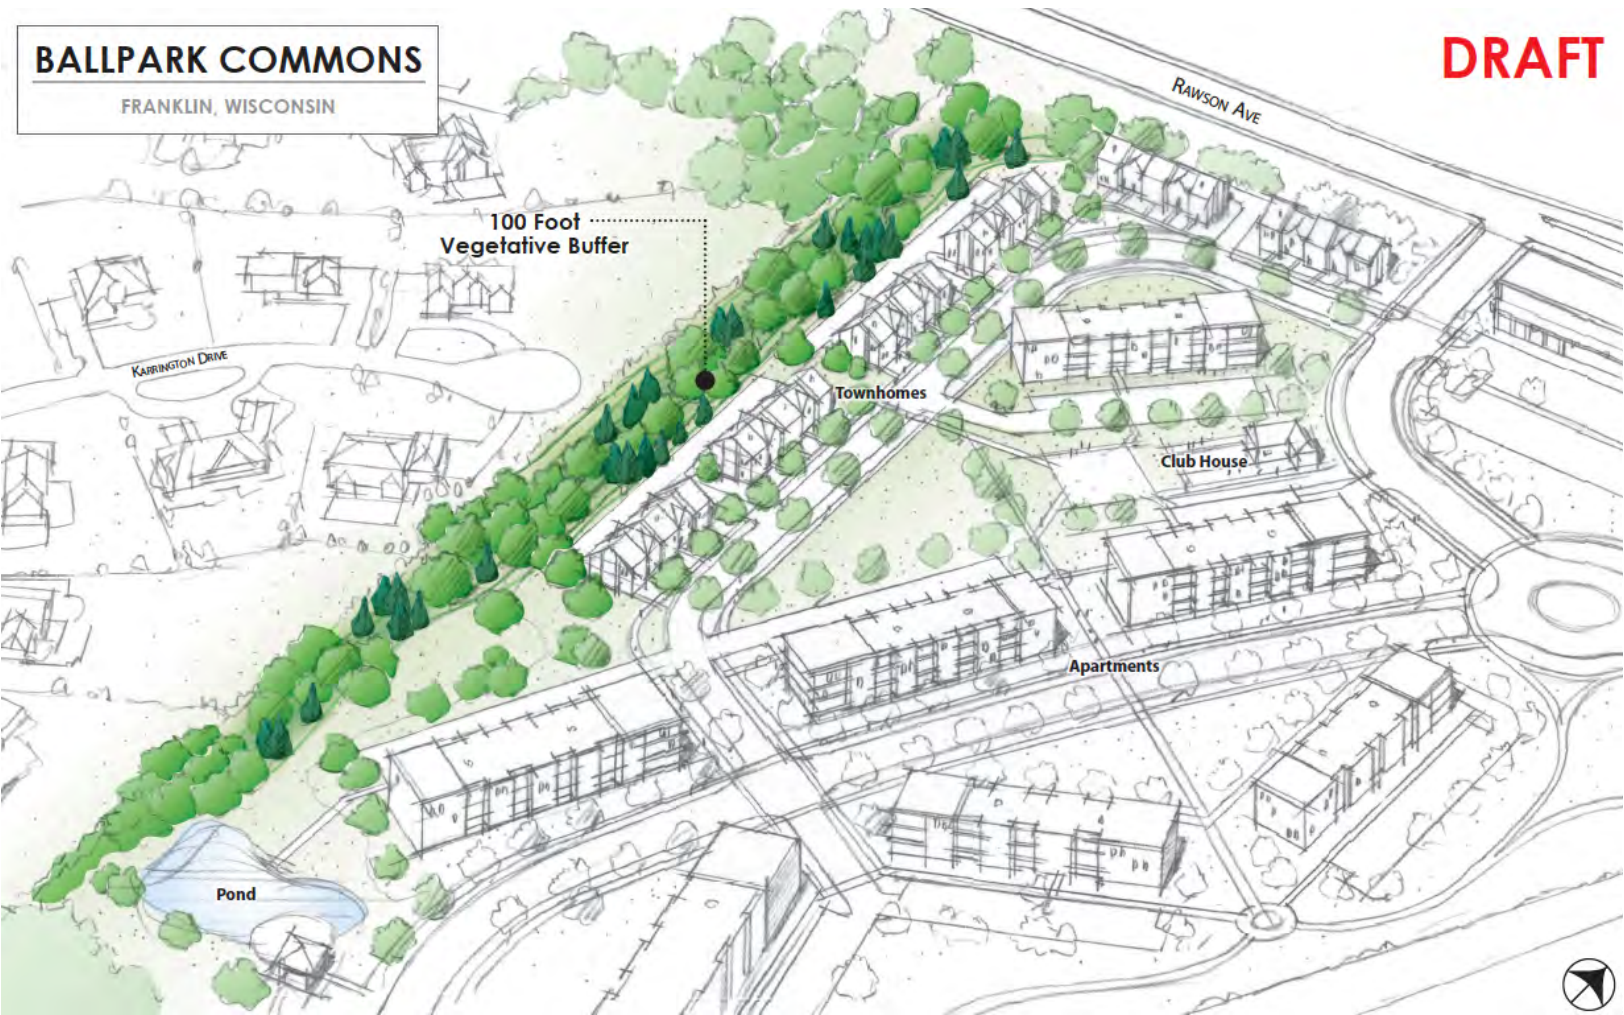 BALLPARK COMMONS
FRANKLIN, WISCONSIN
DRAFT
RAWSON AVE
100 Foot
Vegetative Buffer
KARRINGTON DRIVE
Townhomes
Club House
Apartments
Pond